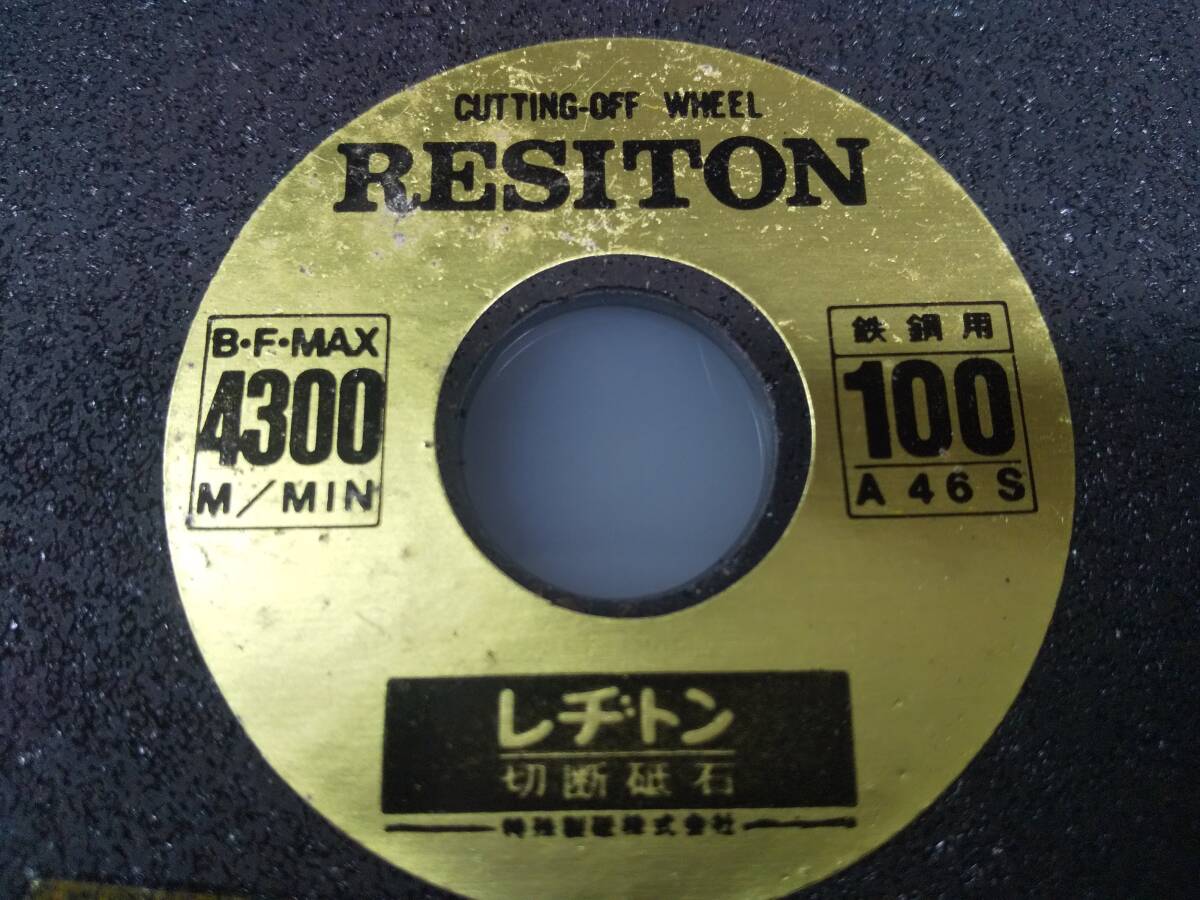 CUTTING-OFF WHEEL
RESITON
B・F・MAX
4300
M/MIN
鉄鋼用
100
A 46 S
レヂトン
切断砥石
特殊製砥株式会社